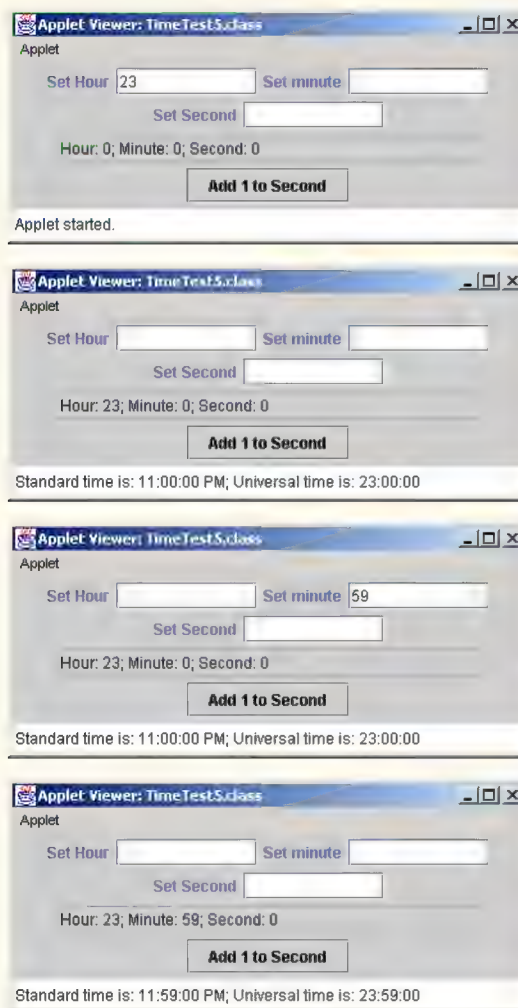 Applet Viewer: TimeTest5.class
Applet
Set Hour 23 Set minute
Set Second
Hour: 0; Minute: 0; Second: 0
Add 1 to Second
Applet started.
Applet Viewer: TimeTest5.class
Applet
Set Hour Set minute
Set Second
Hour: 23; Minute: 0; Second: 0
Add 1 to Second
Standard time is: 11:00:00 PM; Universal time is: 23:00:00
Applet Viewer: TimeTest5.class
Applet
Set Hour Set minute 59
Set Second
Hour: 23; Minute: 0; Second: 0
Add 1 to Second
Standard time is: 11:00:00 PM; Universal time is: 23:00:00
Applet Viewer: TimeTest5.class
Applet
Set Hour Set minute
Set Second
Hour: 23; Minute: 59; Second: 0
Add 1 to Second
Standard time is: 11:59:00 PM; Universal time is: 23:59:00